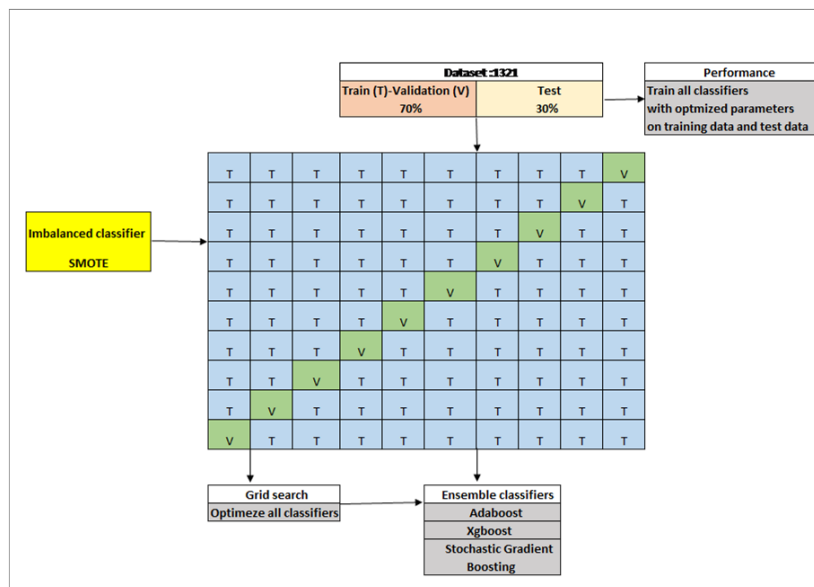 Dataset :1321
Train (T)-Validation (V)
70%
Test
30%
Performance
Train all classifiers
with optmized parameters
on training data and test data
Imbalanced classifier
SMOTE
T T T T T T T T T V
T T T T T T T T V T
T T T T T T T V T T
T T T T T T V T T T
T T T T T V T T T T
T T T T V T T T T T
T T T V T T T T T T
T T V T T T T T T T
T V T T T T T T T T
V T T T T T T T T T
Grid search
Optimeze all classifiers
Ensemble classifiers
Adaboost
Xgboost
Stochastic Gradient
Boosting